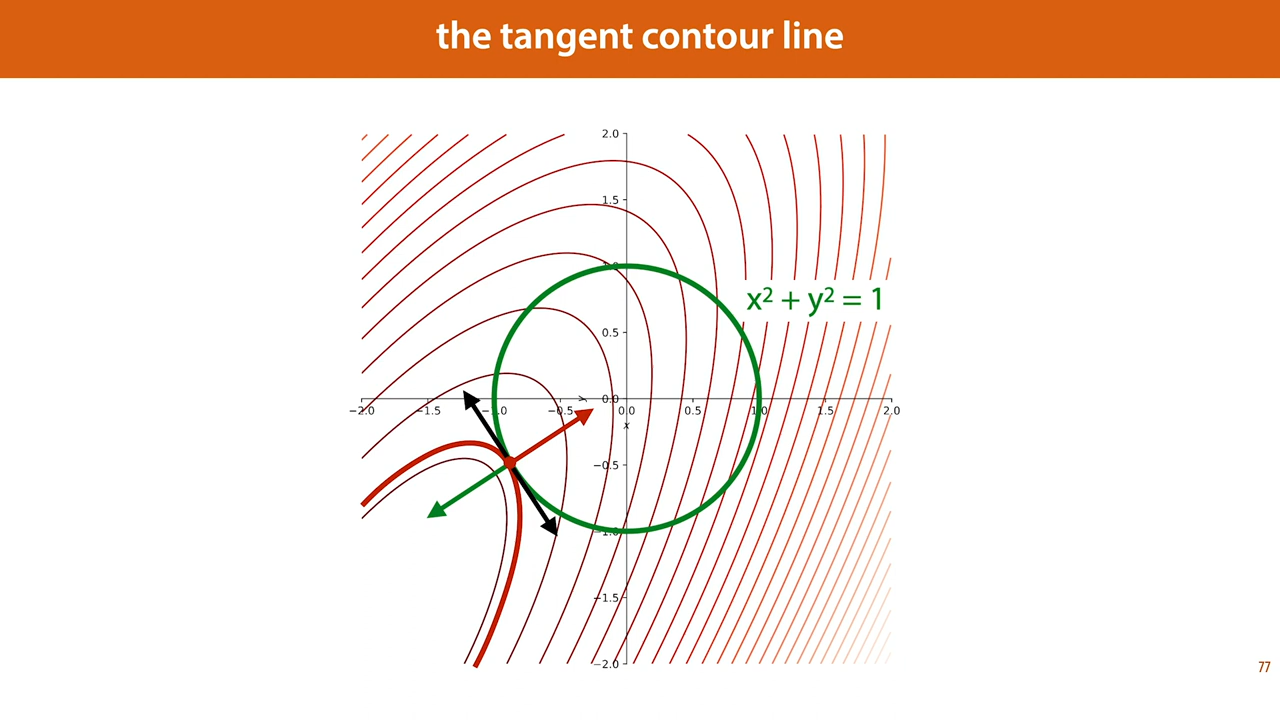 the tangent contour line
2.0
1.5
1.0
x² + y² = 1
0.5
−2.0 −1.5 −1.0 −0.5 0.0 0.0 0.5 1.0 1.5 2.0
y
x
−0.5
−1.0
−1.5
−2.0
77